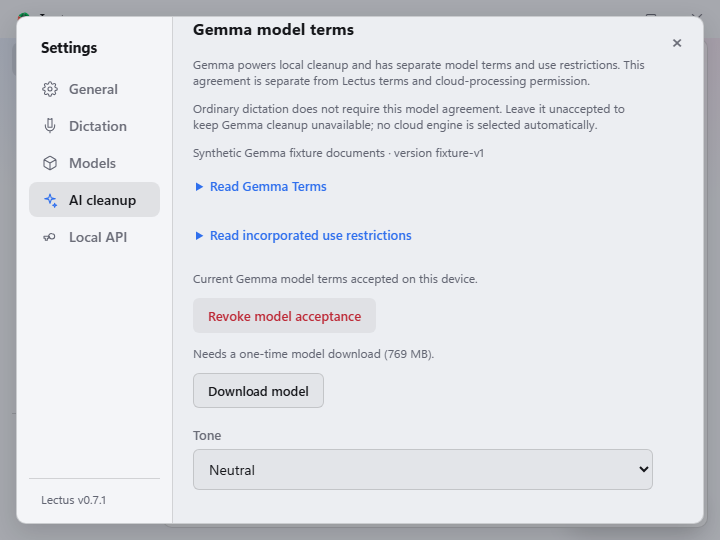 Settings
General
Dictation
Models
AI cleanup
Local API
Lectus v0.7.1
Gemma model terms
Gemma powers local cleanup and has separate model terms and use restrictions. This
agreement is separate from Lectus terms and cloud-processing permission.
Ordinary dictation does not require this model agreement. Leave it unaccepted to
keep Gemma cleanup unavailable; no cloud engine is selected automatically.
Synthetic Gemma fixture documents · version fixture-v1
Read Gemma Terms
Read incorporated use restrictions
Current Gemma model terms accepted on this device.
Revoke model acceptance
Needs a one-time model download (769 MB).
Download model
Tone
Neutral